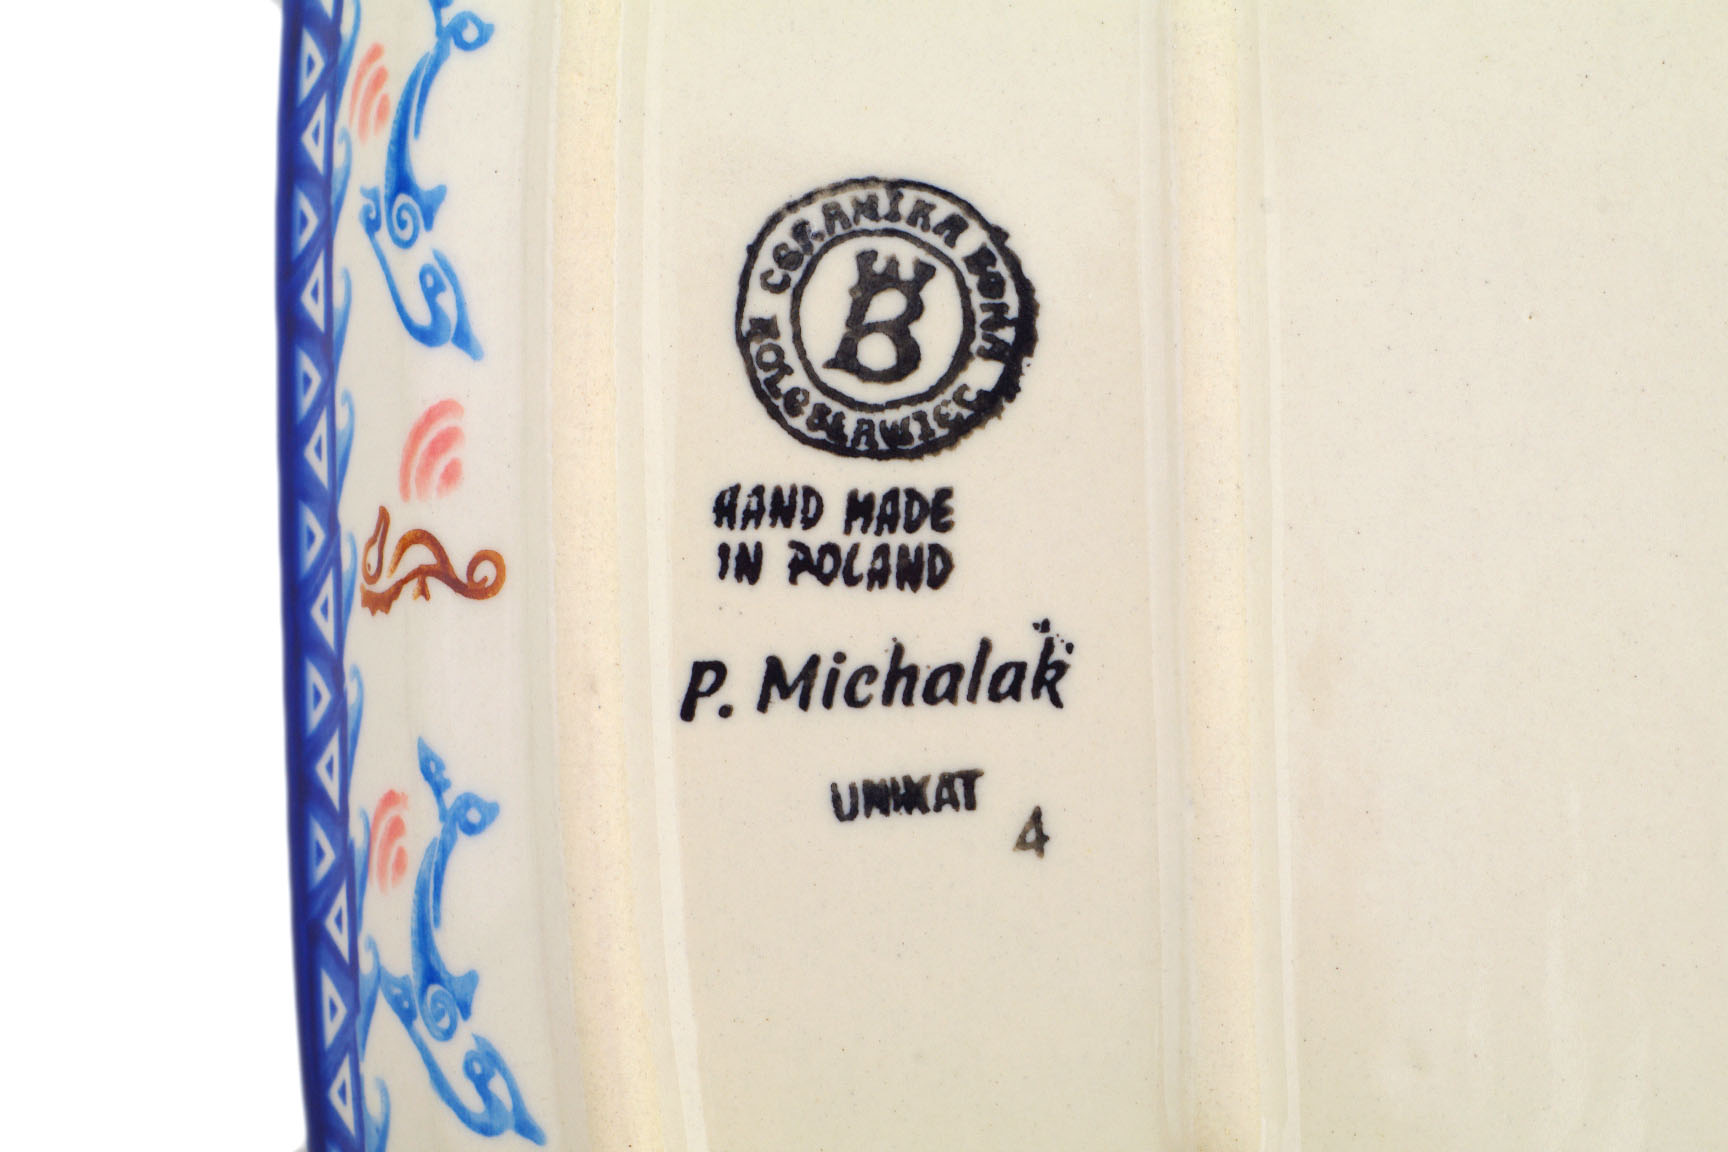 CERAMIKA BONA
BOLESŁAWIEC
B
HAND MADE
IN POLAND
P. Michalak
UNIKAT
4